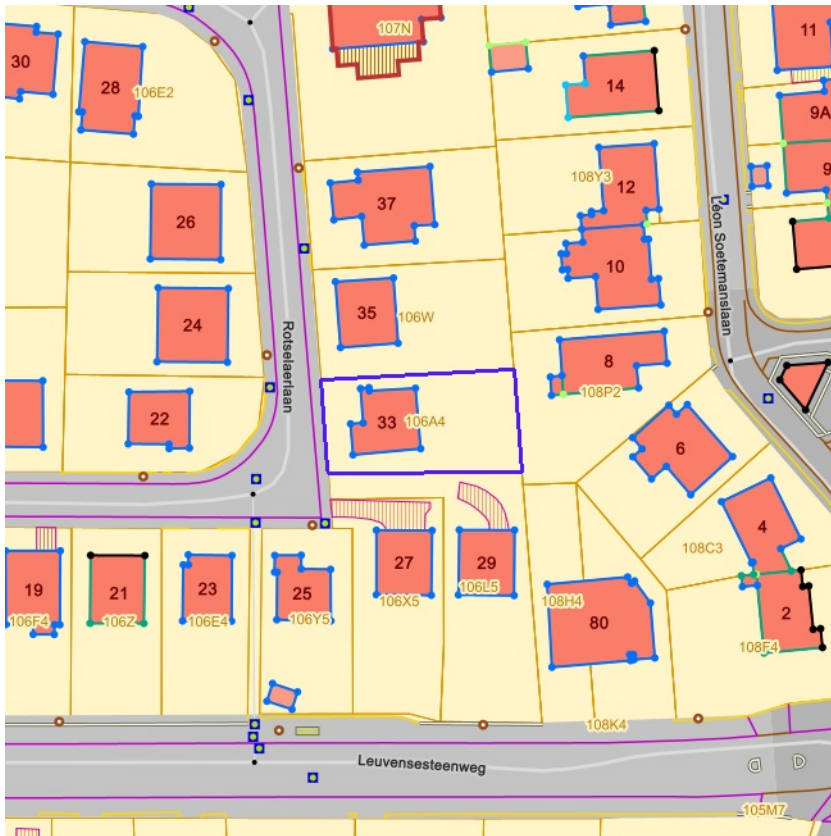 107N
11
30
28
106E2
14
9A
108Y3
12
9
37
26
Léon Soetemanslaan
10
35
106W
24
Rotselaerlaan
8
108P2
22
33
106A4
6
4
108C3
27
29
106X5
106L5
19
106F4
21
106Z
23
106E4
25
106Y5
108H4
80
2
108F4
108K4
Leuvensesteenweg
D
D
105M7